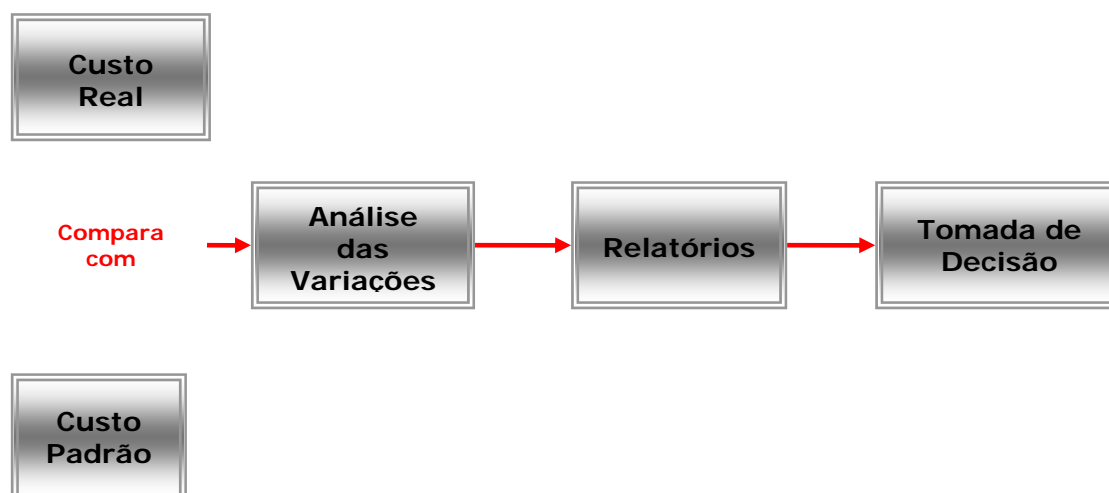 Custo
Real
Compara
com
Análise
das
Variações
Relatórios
Tomada de
Decisão
Custo
Padrão